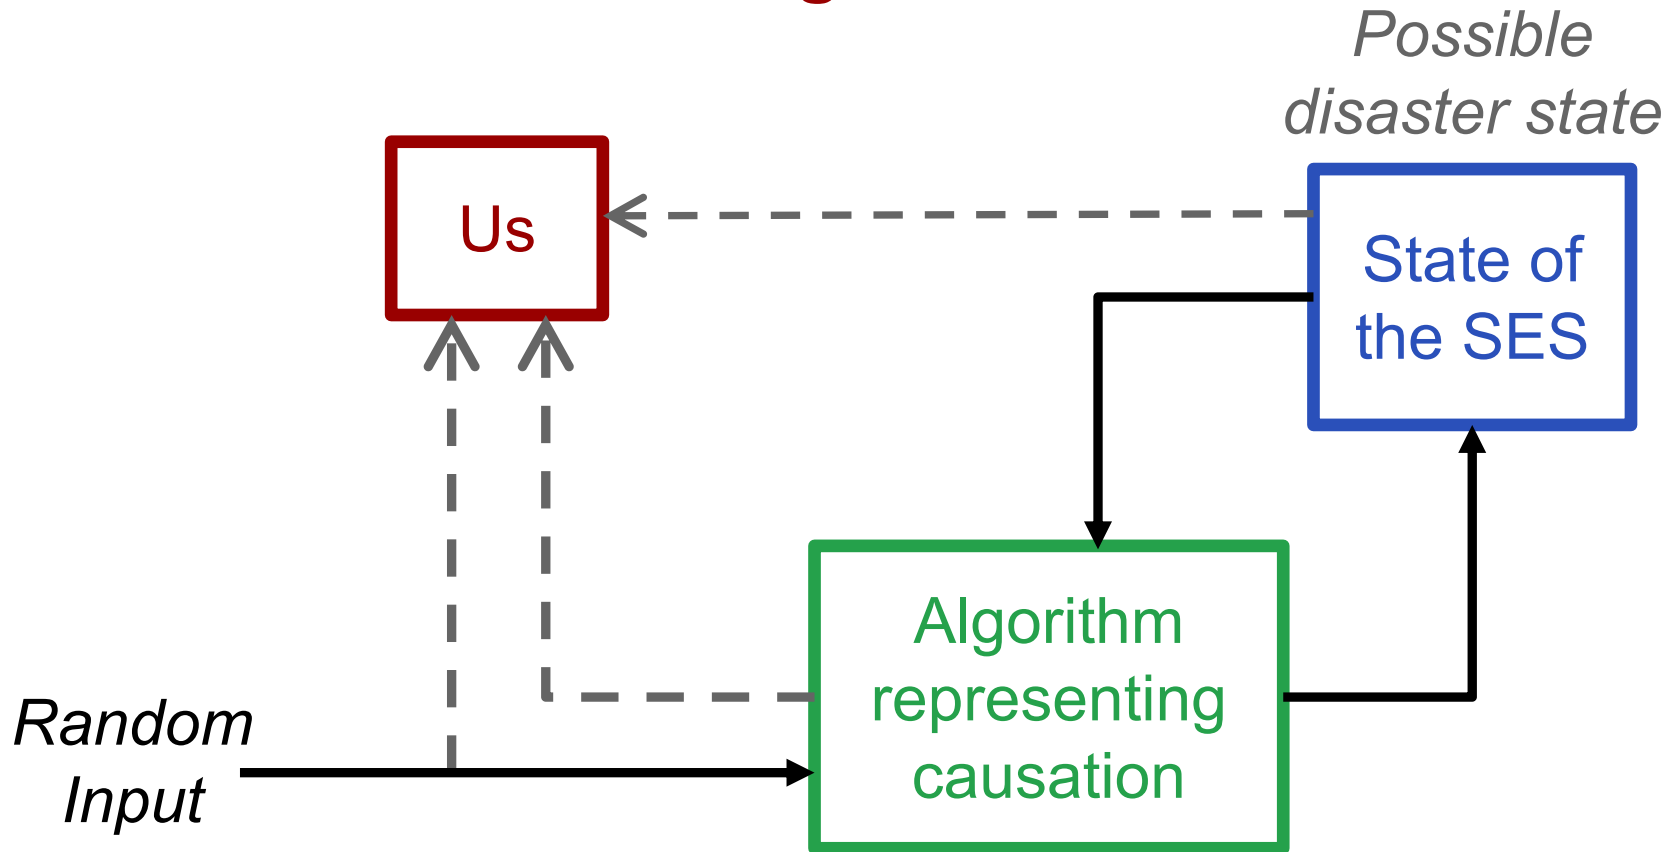 Possible
disaster state
Us
State of
the SES
Algorithm
representing
causation
Random
Input